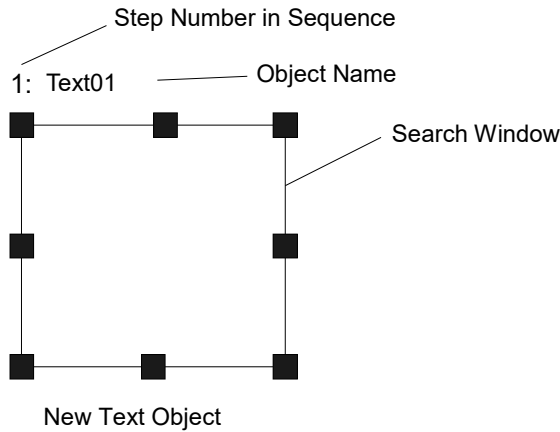 Step Number in Sequence
1: Text01
Object Name
Search Window
New Text Object